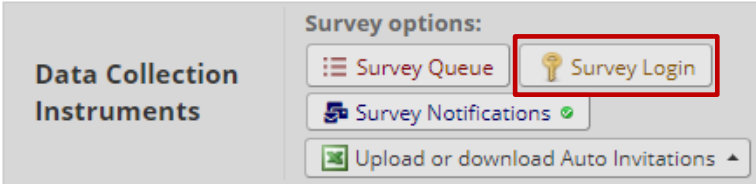 Data Collection
Instruments
Survey options:
Survey Queue
Survey Login
Survey Notifications
Upload or download Auto Invitations